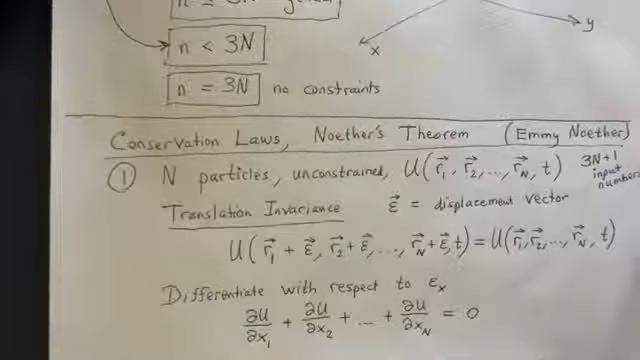 n < 3N
x
y
n = 3N no constraints
Conservation Laws, Noether's Theorem (Emmy Noether)
① N particles, unconstrained, U(r⃗₁, r⃗₂, ..., r⃗_N, t) 3N+1
input
numbers
Translation Invariance ε⃗ = displacement vector
U(r⃗₁ + ε⃗, r⃗₂ + ε⃗, ..., r⃗_N + ε⃗, t) = U(r⃗₁, r⃗₂, ..., r⃗_N, t)
Differentiate with respect to ε_x
∂U/∂x₁ + ∂U/∂x₂ + ... + ∂U/∂x_N = 0